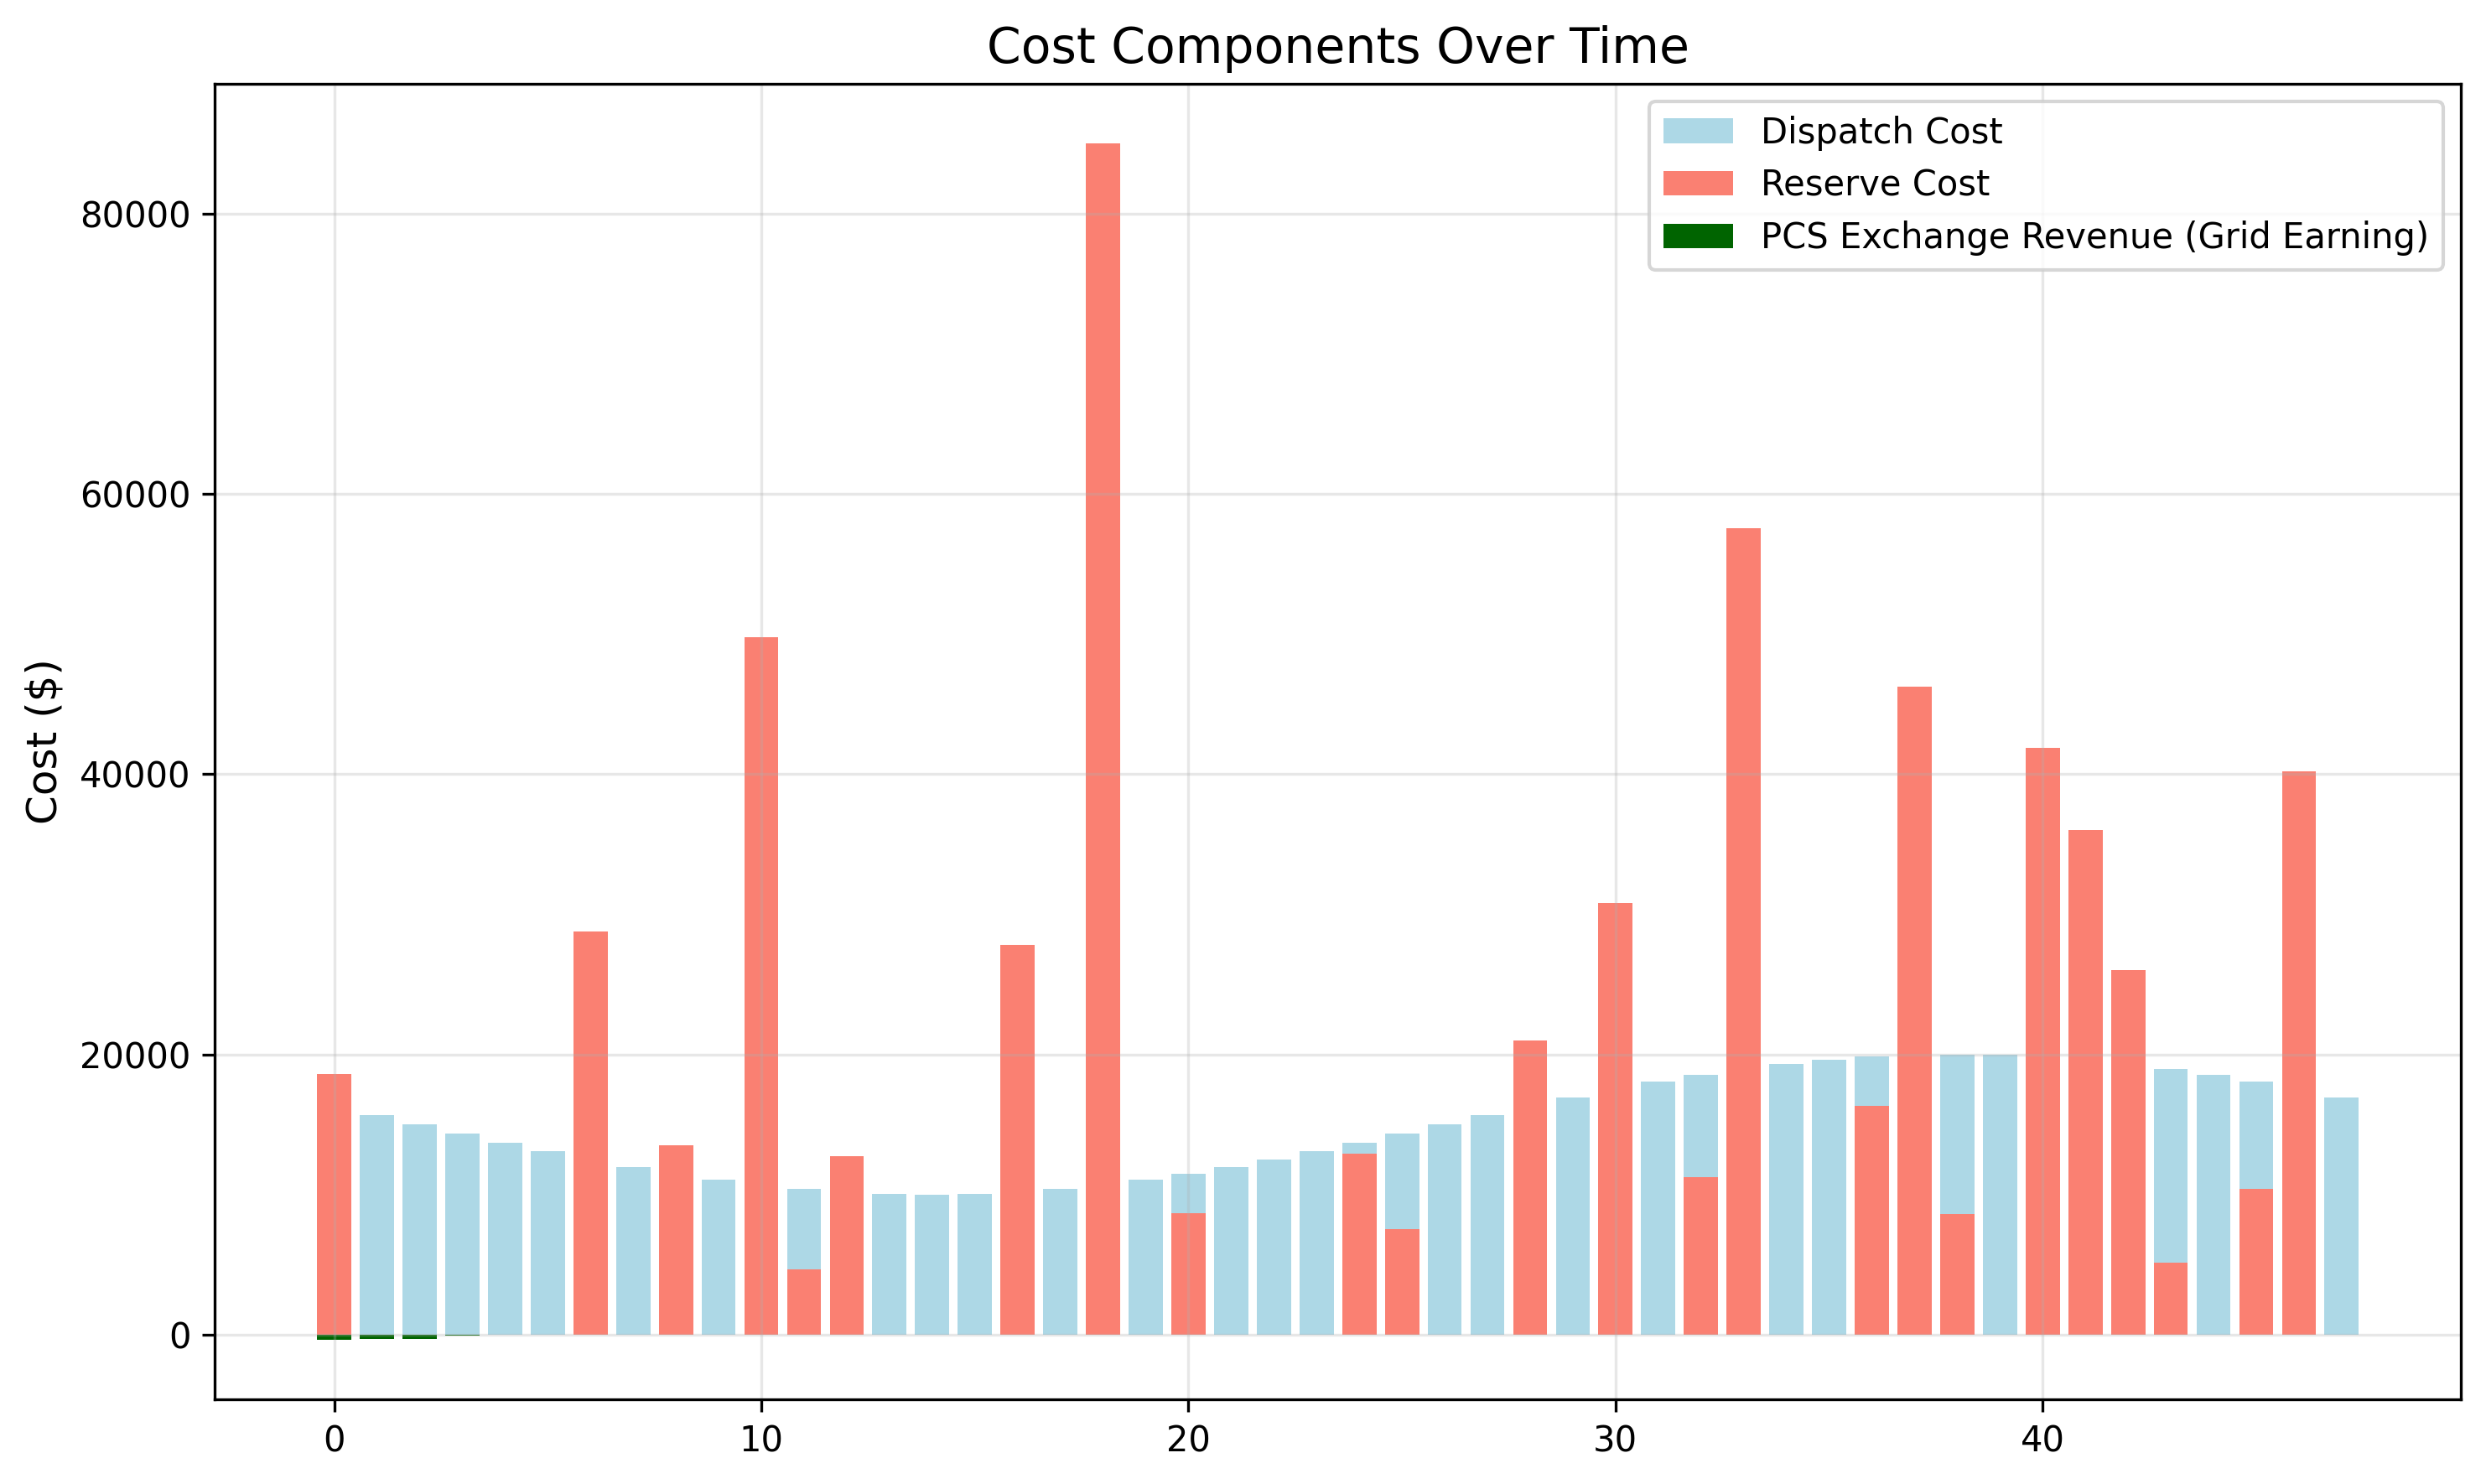 Cost Components Over Time
Dispatch Cost
Reserve Cost
PCS Exchange Revenue (Grid Earning)
80000
60000
40000
20000
0
Cost ($)
0 10 20 30 40